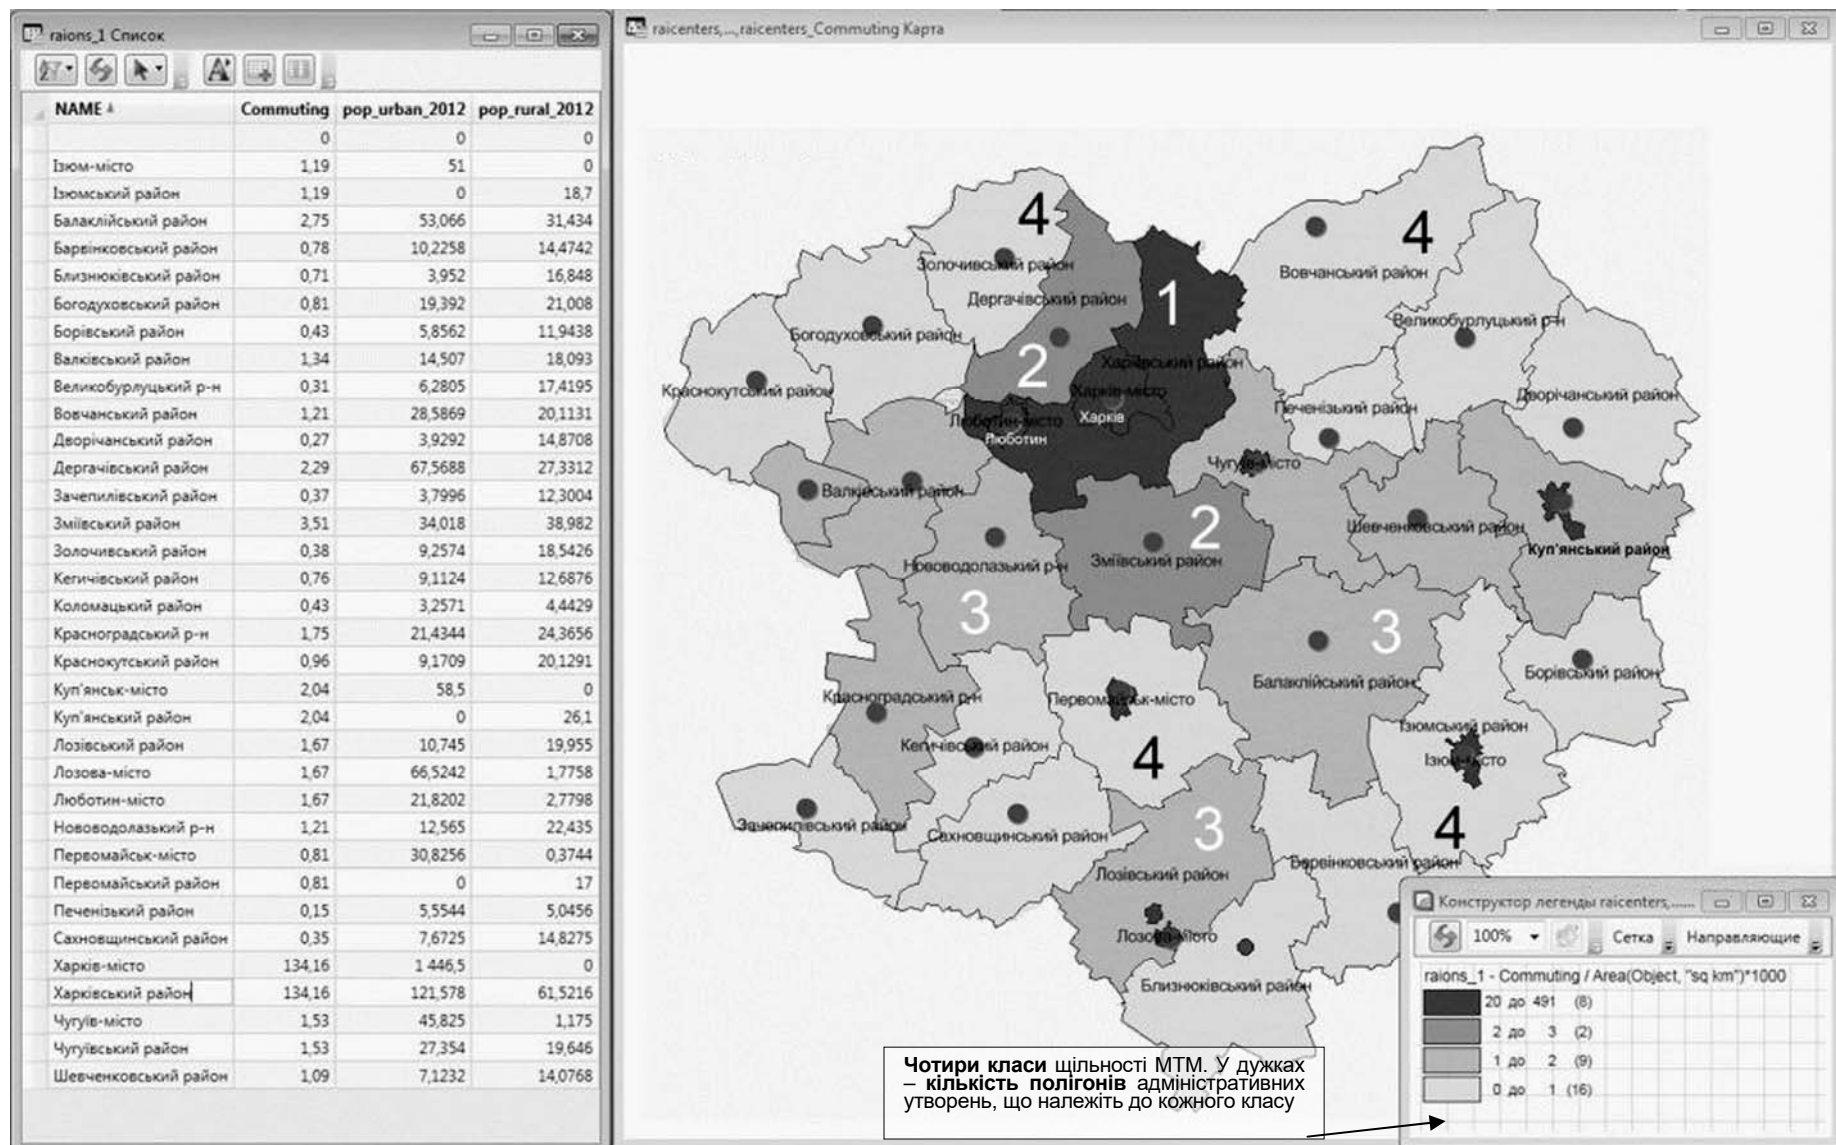 raions_1 Список
NAME Commuting pop_urban_2012 pop_rural_2012
0 0 0
Ізюм-місто 1,19 51 0
Ізюмський район 1,19 0 18,7
Балаклійський район 2,75 53,066 31,434
Барвінковський район 0,78 10,2258 14,4742
Близнюківський район 0,71 3,952 16,848
Богодуховський район 0,81 19,392 21,008
Борівський район 0,43 5,8562 11,9438
Валківський район 1,34 14,507 18,093
Великобурлуцький р-н 0,31 6,2805 17,4195
Вовчанський район 1,21 28,5869 20,1131
Дворічанський район 0,27 3,9292 14,8708
Дергачівський район 2,29 67,5688 27,3312
Зачепилівський район 0,37 3,7996 12,3004
Зміївський район 3,51 34,018 38,982
Золочивський район 0,38 9,2574 18,5426
Кегичівський район 0,76 9,1124 12,6876
Коломацький район 0,43 3,2571 4,4429
Красноградський р-н 1,75 21,4344 24,3656
Краснокутський район 0,96 9,1709 20,1291
Куп'янськ-місто 2,04 58,5 0
Куп'янський район 2,04 0 26,1
Лозівський район 1,67 10,745 19,955
Лозова-місто 1,67 66,5242 1,7758
Люботин-місто 1,67 21,8202 2,7798
Нововодолазький р-н 1,21 12,565 22,435
Первомайськ-місто 0,81 30,8256 0,3744
Первомайський район 0,81 0 17
Печенізький район 0,15 5,5544 5,0456
Сахновщинський район 0,35 7,6725 14,8275
Харків-місто 134,16 1 446,5 0
Харківський район 134,16 121,578 61,5216
Чугуїв-місто 1,53 45,825 1,175
Чугуївський район 1,53 27,354 19,646
Шевченковський район 1,09 7,1232 14,0768
raicenters,...,raicenters_Commuting Карта
4
4
Золочивський район
Вовчанський район
Дергачівський район
1
Великобурлуцький р-н
Богодуховський район
2
Харківський район
Краснокутський район
Харків-місто
Дворічанський район
Печенізький район
Люботин-місто
Харків
Люботин
Чугуїв-місто
Валківський район
Шевченковський район
2
Куп'янський район
Нововодолазький р-н
Зміївський район
3
3
Борівський район
Балаклійський район
Красноградський р-н
Первомайськ-місто
Ізюмський район
Кегичівський район
4
Ізюм-місто
Зачепилівський район
Сахновщинський район
3
4
Барвінковський район
Лозівський район
Лозова-місто
Близнюківський район
Конструктор легенды raicenters,......
100% Сетка Направляющие
raions_1 - Commuting / Area(Object, "sq km")*1000
20 до 491 (8)
2 до 3 (2)
1 до 2 (9)
0 до 1 (16)
Чотири класи щільності МТМ. У дужках
– кількість полігонів адміністративних
утворень, що належіть до кожного класу